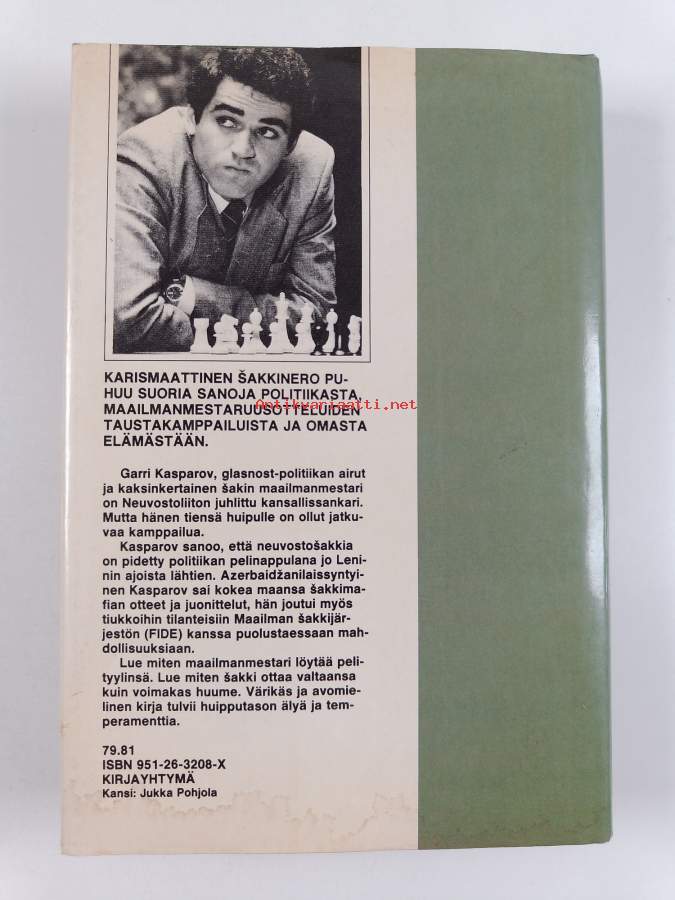 KARISMAATTINEN ŠAKKINERO PU-
HUU SUORIA SANOJA POLITIIKASTA,
Antikvariaatti.net
MAAILMANMESTARUUSOTTELUIDEN
TAUSTAKAMPPAILUISTA JA OMASTA
ELÄMÄSTÄÄN.
Garri Kasparov, glasnost-politiikan airut
ja kaksinkertainen šakin maailmanmestari
on Neuvostoliiton juhlittu kansallissankari.
Mutta hänen tiensä huipulle on ollut jatku-
vaa kamppailua.
Kasparov sanoo, että neuvostošakkia
on pidetty politiikan pelinappulana jo Leni-
nin ajoista lähtien. Azerbaidžanilaissyntyi-
nen Kasparov sai kokea maansa šakkima-
fian otteet ja juonittelut, hän joutui myös
tiukkoihin tilanteisiin Maailman šakkijär-
jestön (FIDE) kanssa puolustaessaan mah-
dollisuuksiaan.
Lue miten maailmanmestari löytää peli-
tyylinsä. Lue miten šakki ottaa valtaansa
kuin voimakas huume. Värikäs ja avomie-
linen kirja tulvii huipputason älyä ja tem-
peramenttia.
79.81
ISBN 951-26-3208-X
KIRJAYHTYMÄ
Kansi: Jukka Pohjola